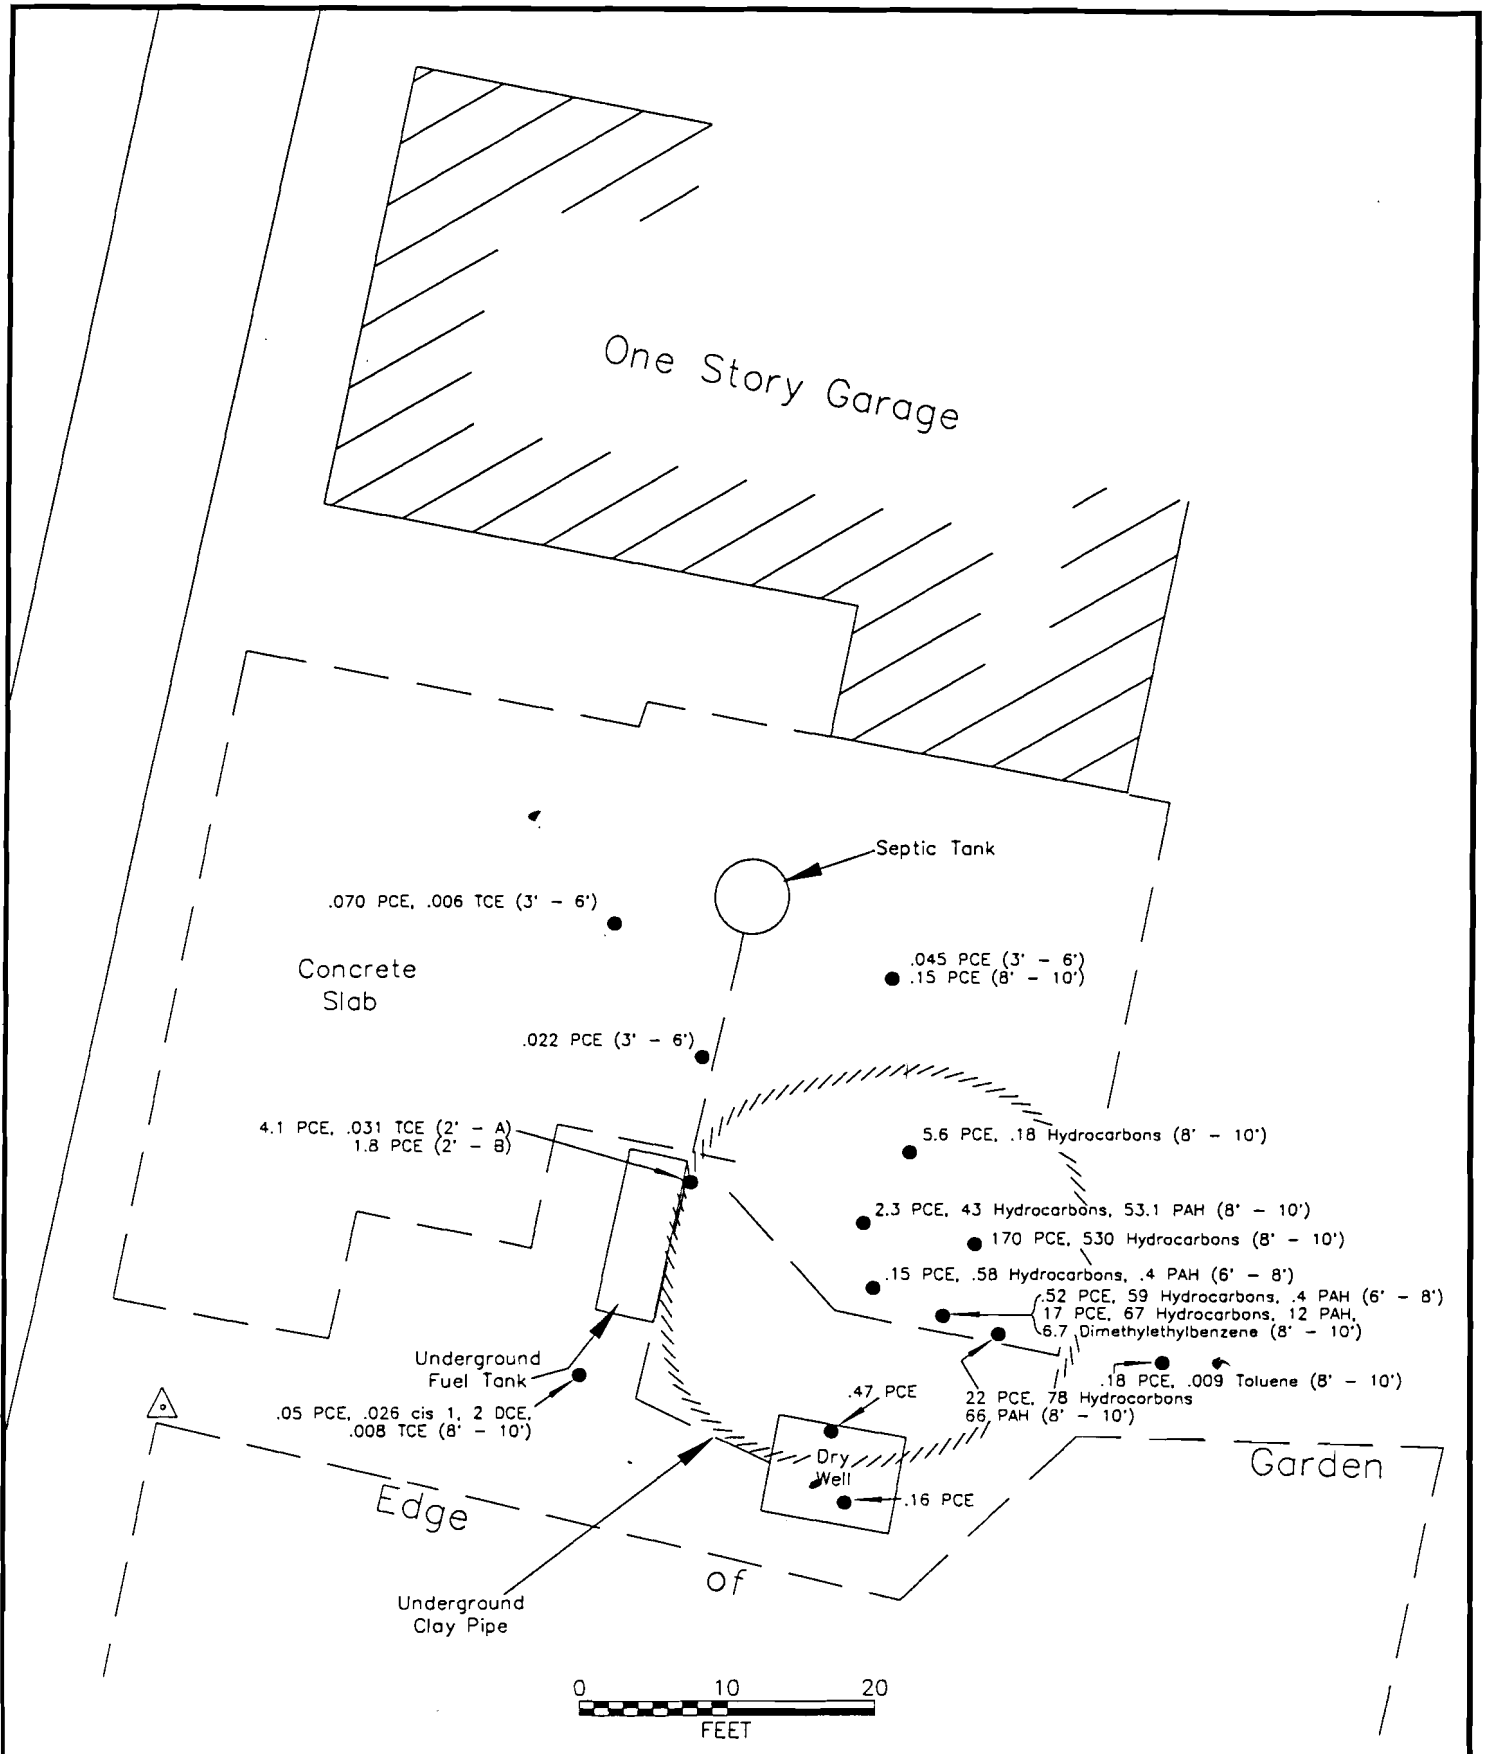 One Story Garage
Septic Tank
.070 PCE, .006 TCE (3' - 6')
Concrete
Slab
.045 PCE (3' - 6')
.15 PCE (8' - 10')
.022 PCE (3' - 6')
4.1 PCE, .031 TCE (2' - A)
1.8 PCE (2' - B)
5.6 PCE, .18 Hydrocarbons (8' - 10')
2.3 PCE, 43 Hydrocarbons, 53.1 PAH (8' - 10')
170 PCE, 530 Hydrocarbons (8' - 10')
.15 PCE, .58 Hydrocarbons, .4 PAH (6' - 8')
.52 PCE, 59 Hydrocarbons, .4 PAH (6' - 8')
17 PCE, 67 Hydrocarbons, 12 PAH,
6.7 Dimethylethylbenzene (8' - 10')
Underground
Fuel Tank
.18 PCE, .009 Toluene (8' - 10')
.47 PCE
22 PCE, 78 Hydrocarbons
66 PAH (8' - 10')
.05 PCE, .026 cis 1, 2 DCE,
.008 TCE (8' - 10')
Dry
Well
.16 PCE
Edge
of
Garden
Underground
Clay Pipe
0 10 20
FEET